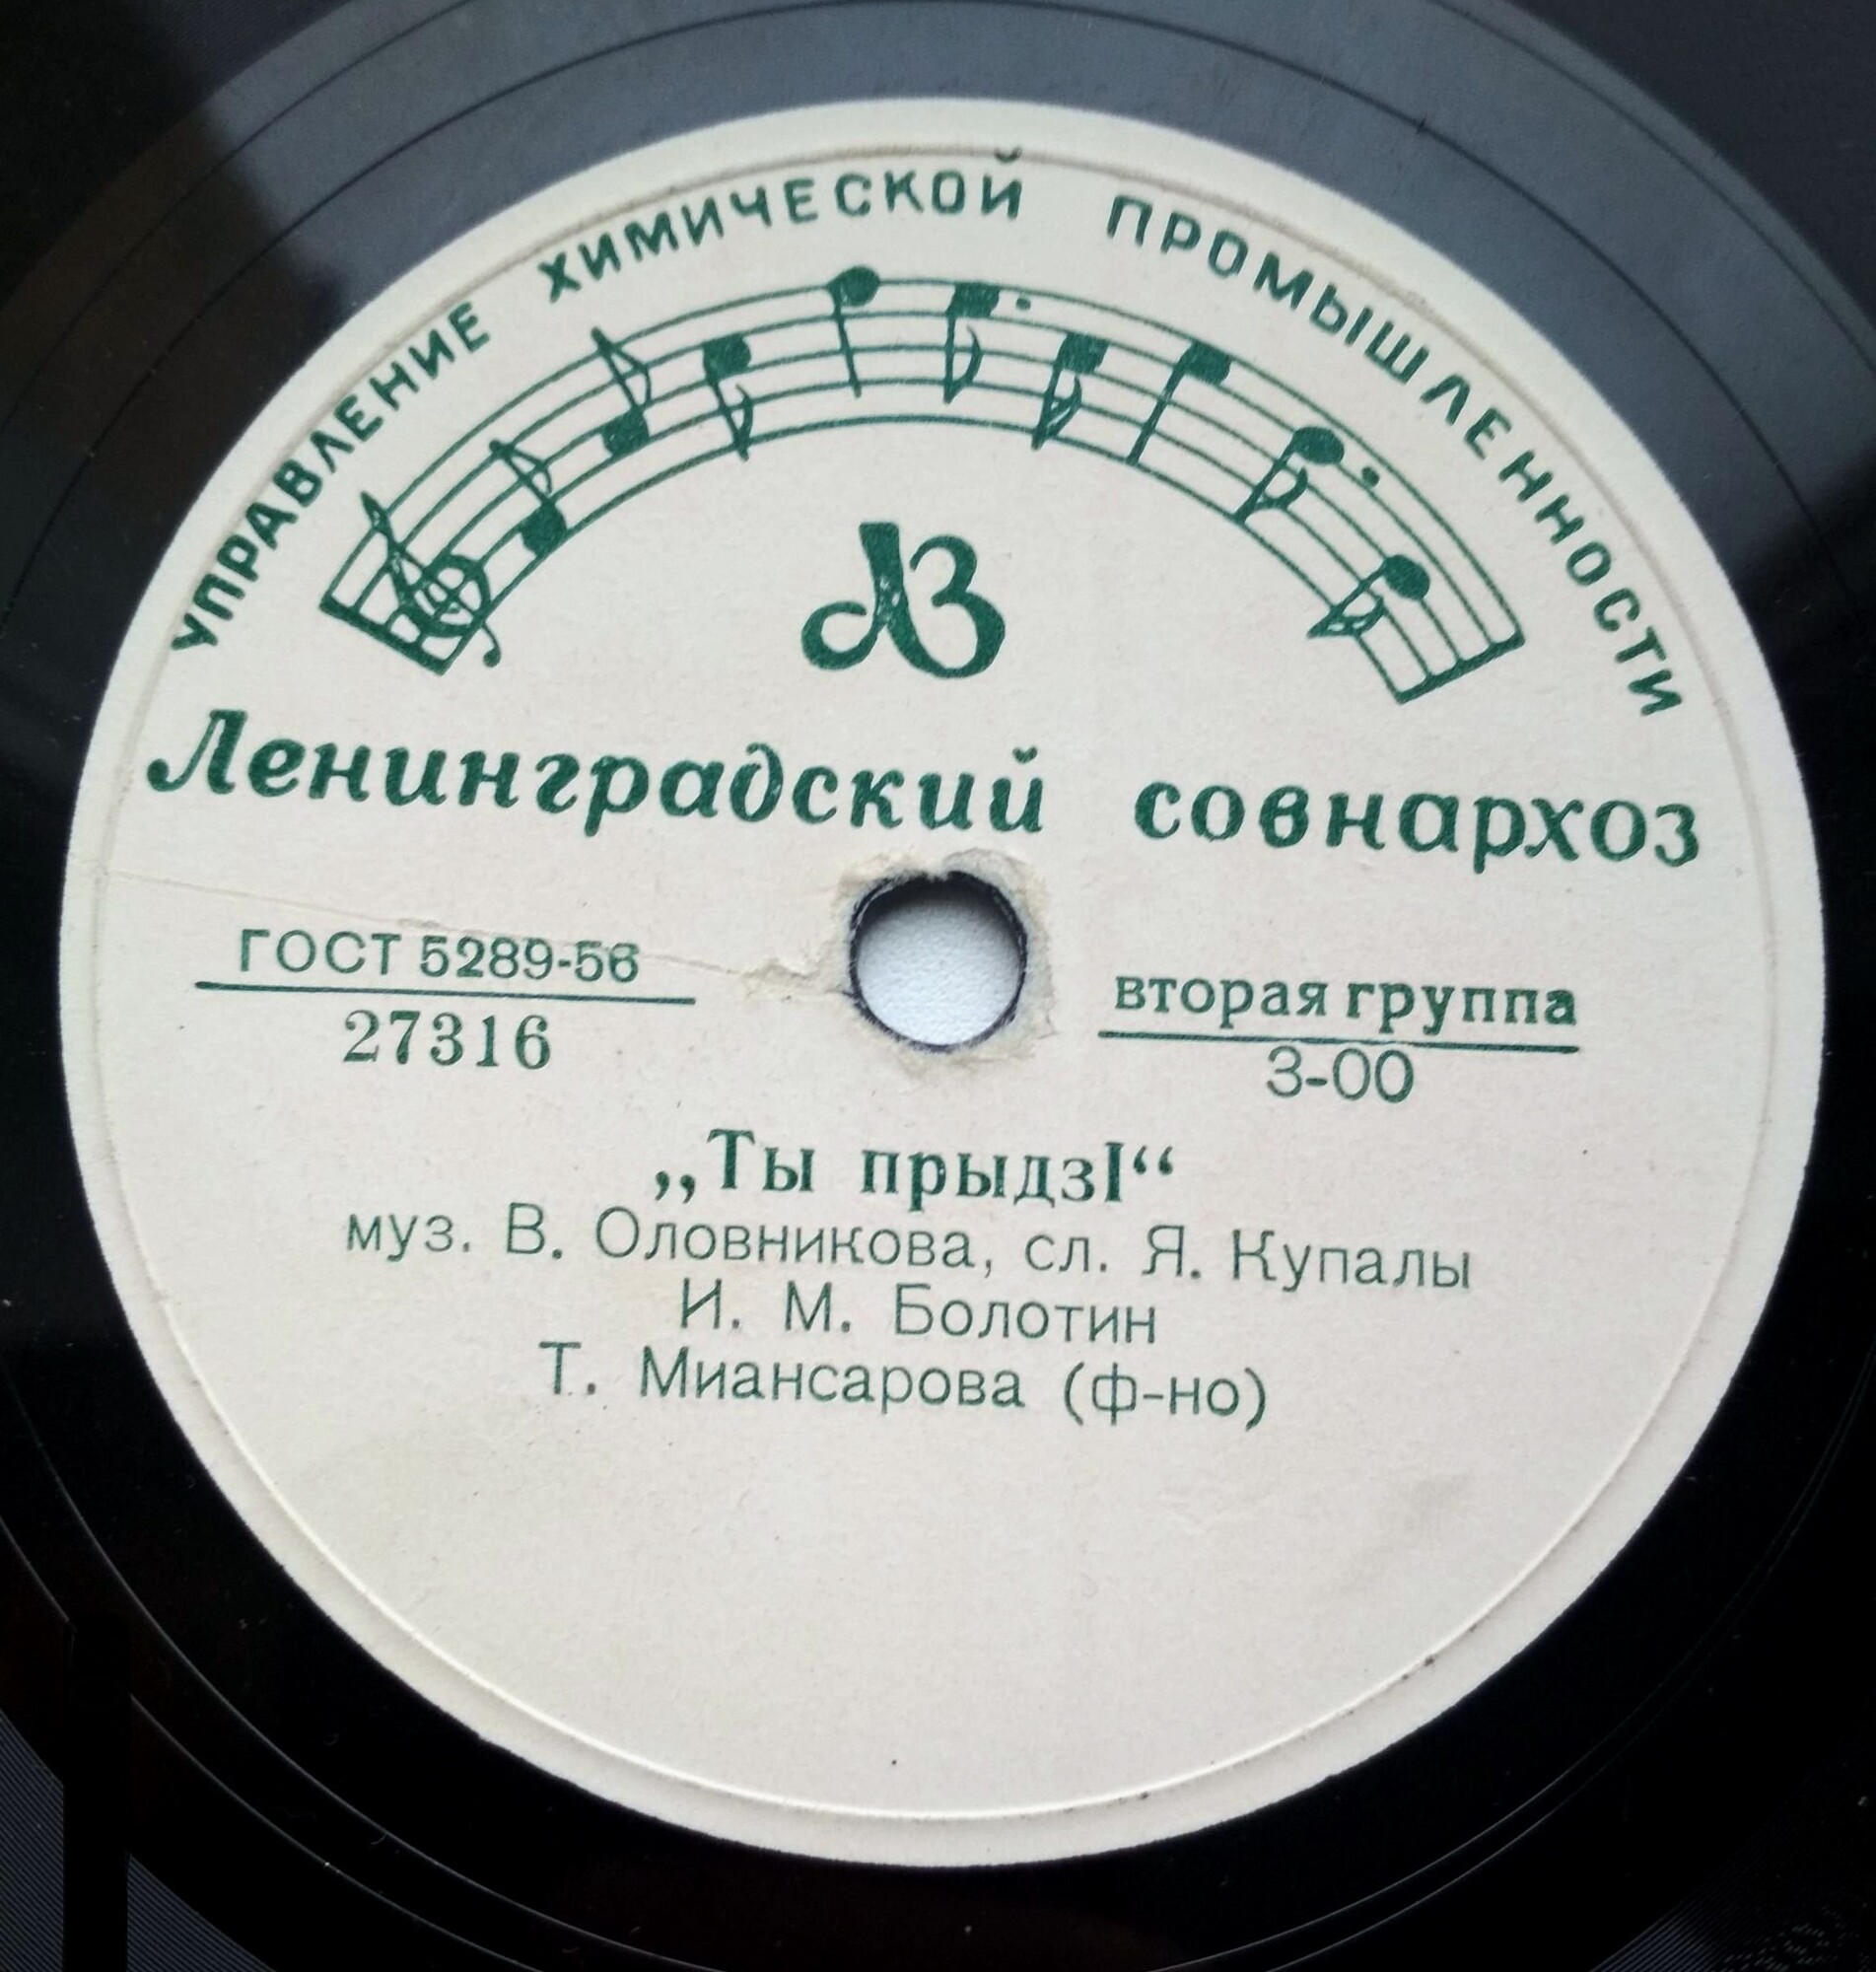 УПРАВЛЕНИЕ ХИМИЧЕСКОЙ ПРОМЫШЛЕННОСТИ
ЛЗ
Ленинградский совнархоз
ГОСТ 5289-56
27316
вторая группа
3-00
„Ты прыдзІ“
муз. В. Оловникова, сл. Я. Купалы
И. М. Болотин
Т. Миансарова (ф-но)